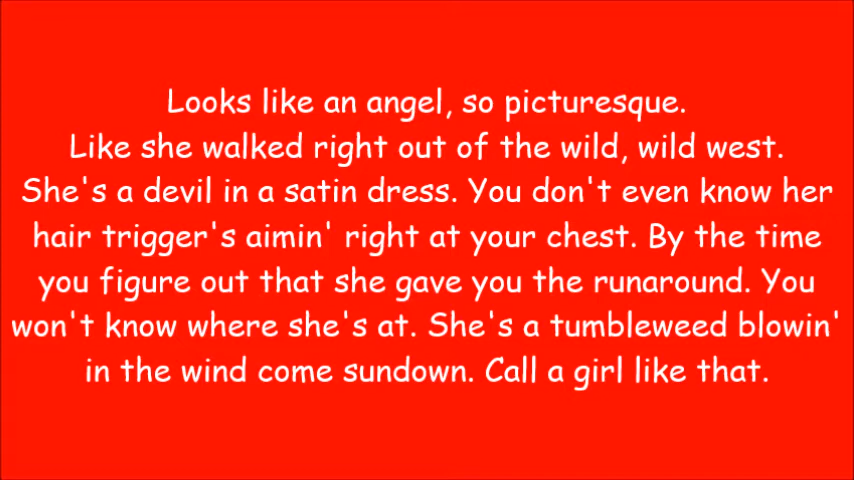 Looks like an angel, so picturesque.
Like she walked right out of the wild, wild west.
She's a devil in a satin dress. You don't even know her
hair trigger's aimin' right at your chest. By the time
you figure out that she gave you the runaround. You
won't know where she's at. She's a tumbleweed blowin'
in the wind come sundown. Call a girl like that.